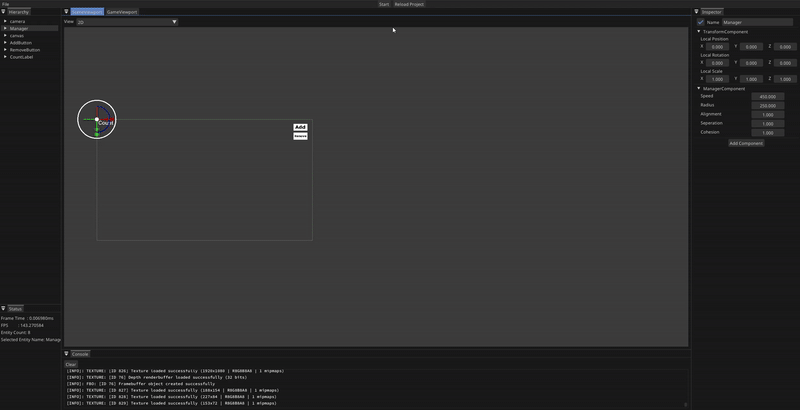 File
Start Reload Project
Hierarchy
camera
Manager
canvas
AddButton
RemoveButton
CountLabel
GameViewport
View 2D
Count
Add
Remove
Inspector
Name Manager
TransformComponent
Local Position
X 0.000 Y 0.000 Z 0.000
Local Rotation
X 0.000 Y 0.000 Z 0.000
Local Scale
X 1.000 Y 1.000 Z 1.000
ManagerComponent
Speed 450.000
Radius 250.000
Alignment 1.000
Seperation 1.000
Cohesion 1.000
Add Component
Status
Frame Time : 0.006980ms
FPS : 143.270584
Entity Count: 8
Selected Entity Name: Manag
Console
Clear
[INFO]: TEXTURE: [ID 826] Texture loaded successfully (1920x1080 | R8G8B8A8 | 1 mipmaps)
[INFO]: TEXTURE: [ID 76] Depth renderbuffer loaded successfully (32 bits)
[INFO]: FBO: [ID 76] Framebuffer object created successfully
[INFO]: TEXTURE: [ID 827] Texture loaded successfully (168x154 | R8G8B8A8 | 1 mipmaps)
[INFO]: TEXTURE: [ID 828] Texture loaded successfully (227x64 | R8G8B8A8 | 1 mipmaps)
[INFO]: TEXTURE: [ID 829] Texture loaded successfully (153x72 | R8G8B8A8 | 1 mipmaps)